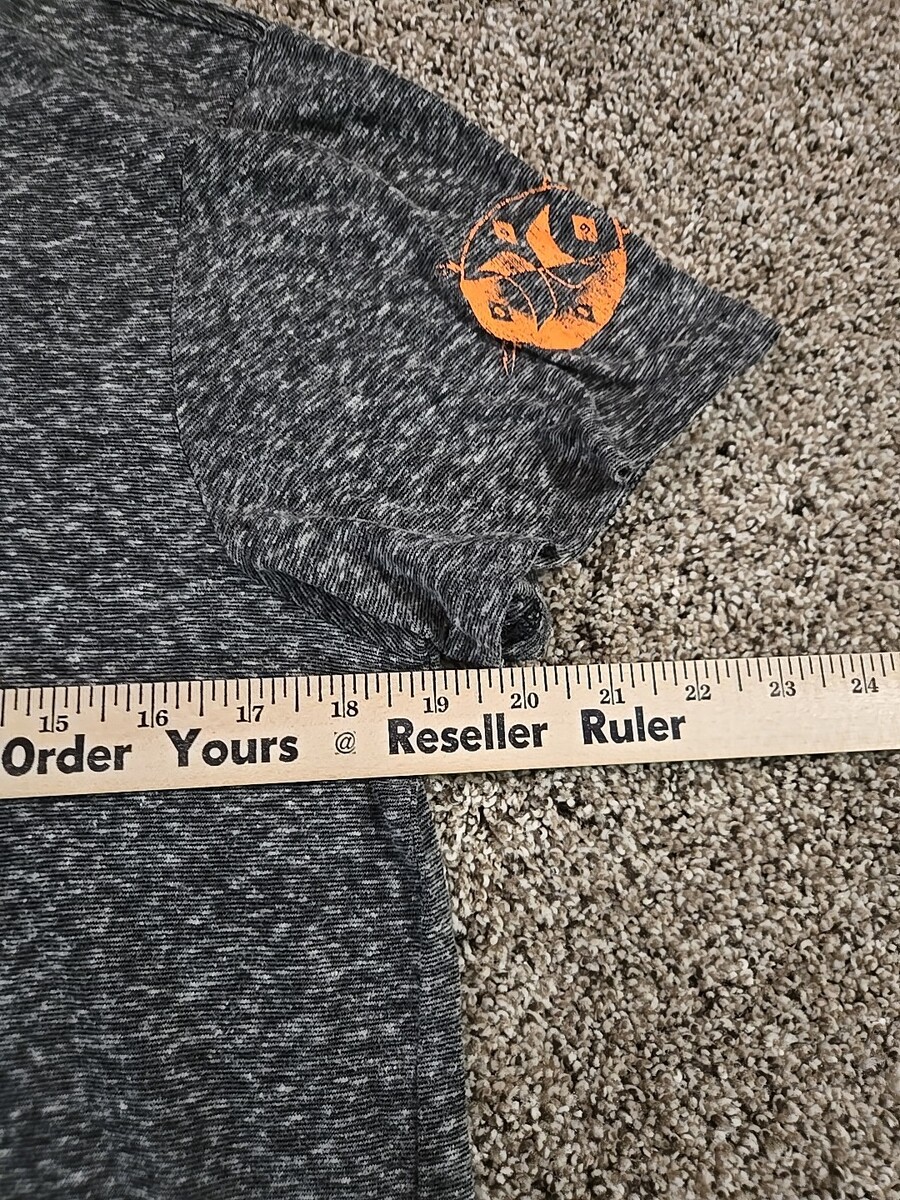 15 16 17 18 19 20 21 22 23 24
Order Yours @ Reseller Ruler